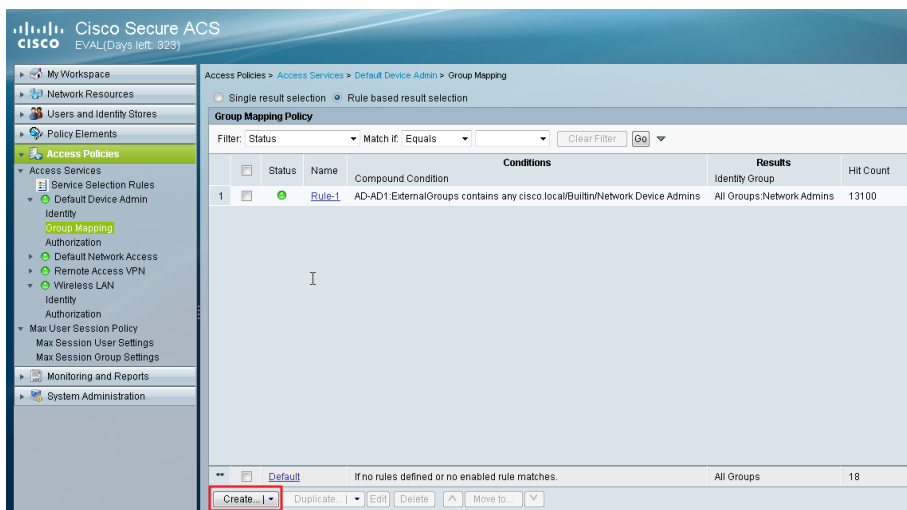 Cisco Secure ACS
CISCO EVAL(Days left: 323)
My Workspace
Network Resources
Users and Identity Stores
Policy Elements
Access Policies
Access Services
Service Selection Rules
Default Device Admin
Identity
Group Mapping
Authorization
Default Network Access
Remote Access VPN
Wireless LAN
Identity
Authorization
Max User Session Policy
Max Session User Settings
Max Session Group Settings
Monitoring and Reports
System Administration
Access Policies > Access Services > Default Device Admin > Group Mapping
Single result selection Rule based result selection
Group Mapping Policy
Filter: Status Match if: Equals Clear Filter Go
Status Name Conditions Results Hit Count
Compound Condition Identity Group
1 Rule-1 AD-AD1:ExternalGroups contains any cisco.local/Builtin/Network Device Admins All Groups:Network Admins 13100
** Default If no rules defined or no enabled rule matches. All Groups 18
Create... | Duplicate... | Edit Delete Move to...